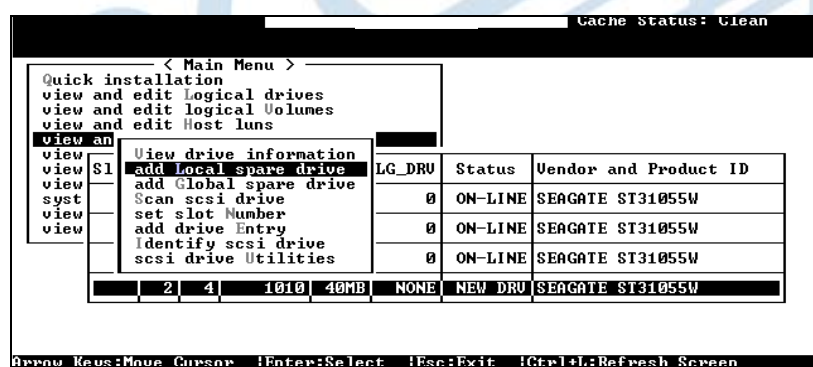 Cache Status: Clean
< Main Menu >
Quick installation
view and edit Logical drives
view and edit logical Volumes
view and edit Host luns
view an
view
view
view
syst
view
view
View drive information
add Local spare drive
add Global spare drive
Scan scsi drive
set slot Number
add drive Entry
Identify scsi drive
scsi drive Utilities
Sl LG_DRV Status Vendor and Product ID
0 ON-LINE SEAGATE ST31055W
0 ON-LINE SEAGATE ST31055W
0 ON-LINE SEAGATE ST31055W
2 4 1010 40MB NONE NEW DRV SEAGATE ST31055W
Arrow Keys:Move Cursor |Enter:Select |Esc:Exit |Ctrl+L:Refresh Screen